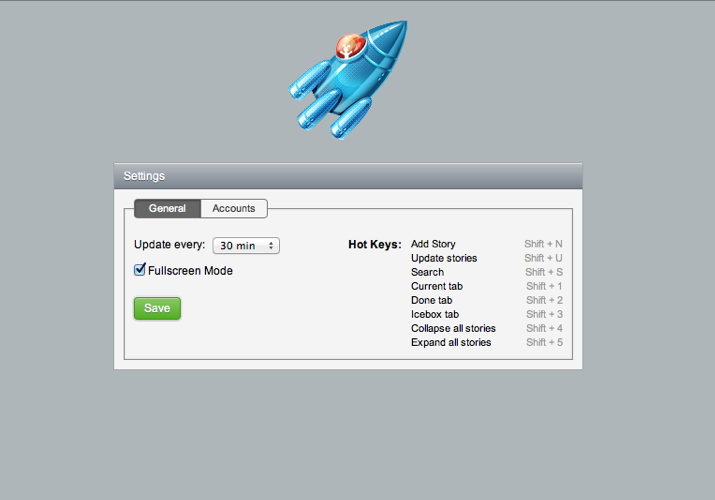 Settings
General Accounts
Update every: 30 min
Fullscreen Mode
Save
Hot Keys: Add Story Shift + N
Update stories Shift + U
Search Shift + S
Current tab Shift + 1
Done tab Shift + 2
Icebox tab Shift + 3
Collapse all stories Shift + 4
Expand all stories Shift + 5